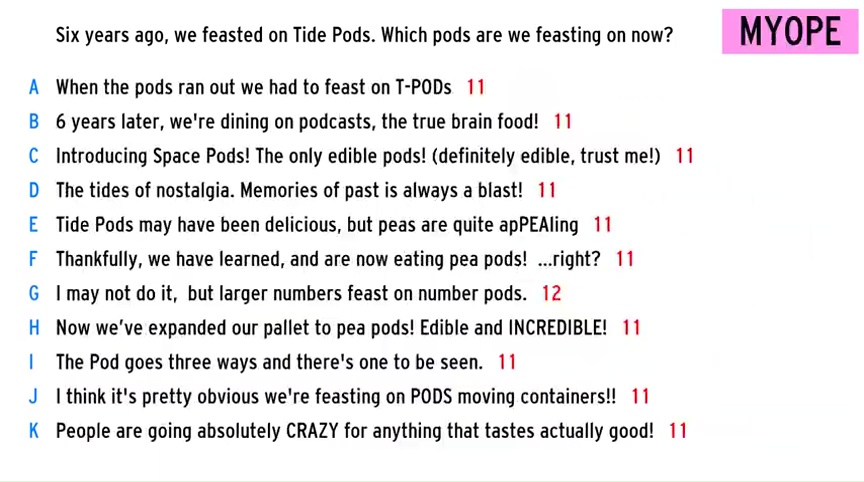 Six years ago, we feasted on Tide Pods. Which pods are we feasting on now?
MYOPE
A When the pods ran out we had to feast on T-PODs 11
B 6 years later, we're dining on podcasts, the true brain food! 11
C Introducing Space Pods! The only edible pods! (definitely edible, trust me!) 11
D The tides of nostalgia. Memories of past is always a blast! 11
E Tide Pods may have been delicious, but peas are quite apPEAling 11
F Thankfully, we have learned, and are now eating pea pods! ...right? 11
G I may not do it, but larger numbers feast on number pods. 12
H Now we've expanded our pallet to pea pods! Edible and INCREDIBLE! 11
I The Pod goes three ways and there's one to be seen. 11
J I think it's pretty obvious we're feasting on PODS moving containers!! 11
K People are going absolutely CRAZY for anything that tastes actually good! 11